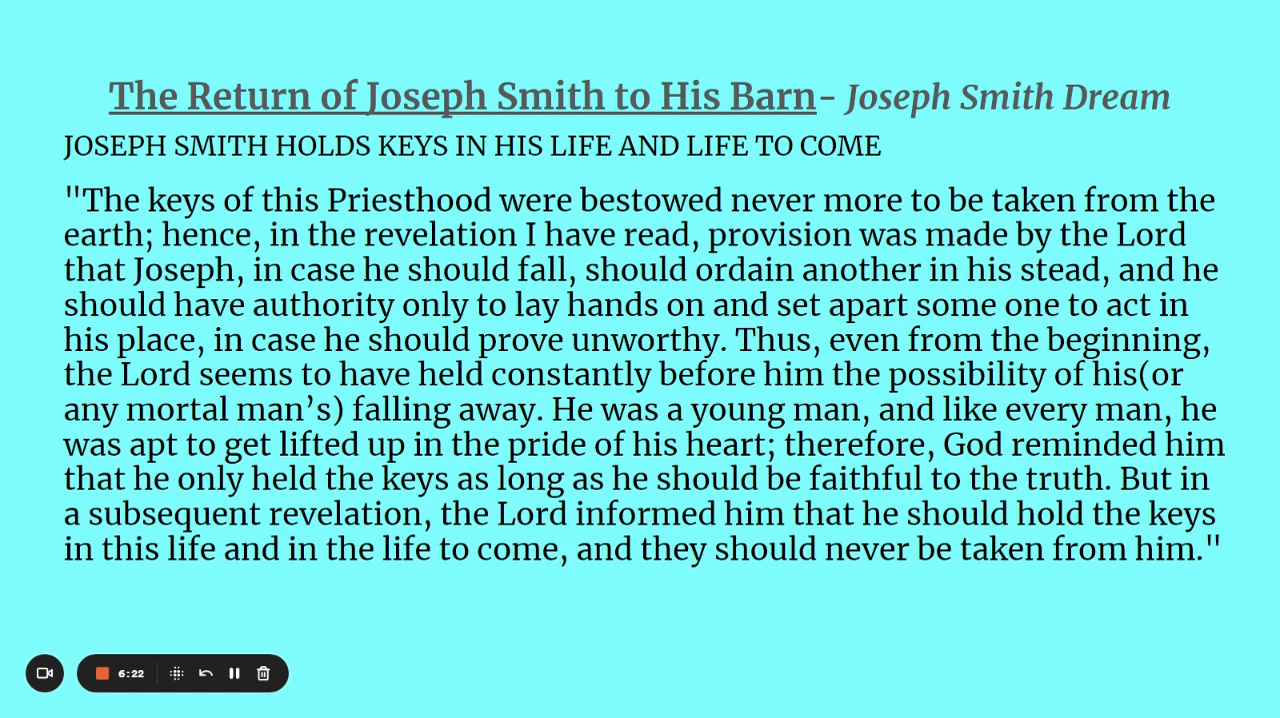 The Return of Joseph Smith to His Barn- Joseph Smith Dream
JOSEPH SMITH HOLDS KEYS IN HIS LIFE AND LIFE TO COME
"The keys of this Priesthood were bestowed never more to be taken from the
earth; hence, in the revelation I have read, provision was made by the Lord
that Joseph, in case he should fall, should ordain another in his stead, and he
should have authority only to lay hands on and set apart some one to act in
his place, in case he should prove unworthy. Thus, even from the beginning,
the Lord seems to have held constantly before him the possibility of his(or
any mortal man’s) falling away. He was a young man, and like every man, he
was apt to get lifted up in the pride of his heart; therefore, God reminded him
that he only held the keys as long as he should be faithful to the truth. But in
a subsequent revelation, the Lord informed him that he should hold the keys
in this life and in the life to come, and they should never be taken from him."
6:22